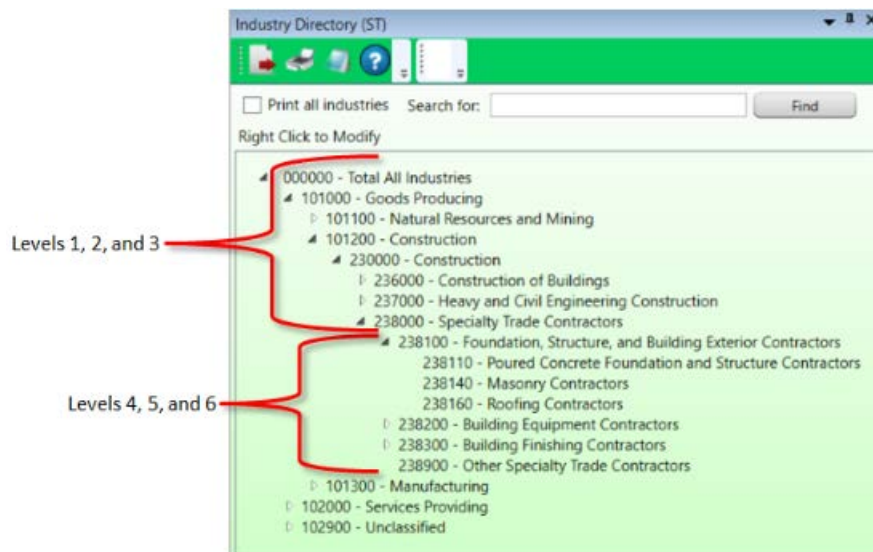 Industry Directory (ST)
Print all industries Search for: Find
Right Click to Modify
000000 - Total All Industries
101000 - Goods Producing
101100 - Natural Resources and Mining
Levels 1, 2, and 3
101200 - Construction
230000 - Construction
236000 - Construction of Buildings
237000 - Heavy and Civil Engineering Construction
238000 - Specialty Trade Contractors
238100 - Foundation, Structure, and Building Exterior Contractors
238110 - Poured Concrete Foundation and Structure Contractors
238140 - Masonry Contractors
Levels 4, 5, and 6
238160 - Roofing Contractors
238200 - Building Equipment Contractors
238300 - Building Finishing Contractors
238900 - Other Specialty Trade Contractors
101300 - Manufacturing
102000 - Services Providing
102900 - Unclassified